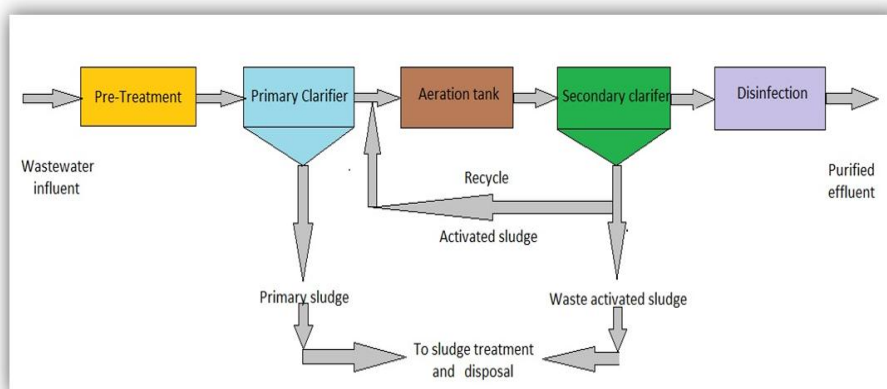 Pre-Treatment
Primary Clarifier
Aeration tank
Secondary clarifer
Disinfection
Wastewater
influent
Purified
effluent
Recycle
Activated sludge
Primary sludge
Waste activated sludge
To sludge treatment
and disposal